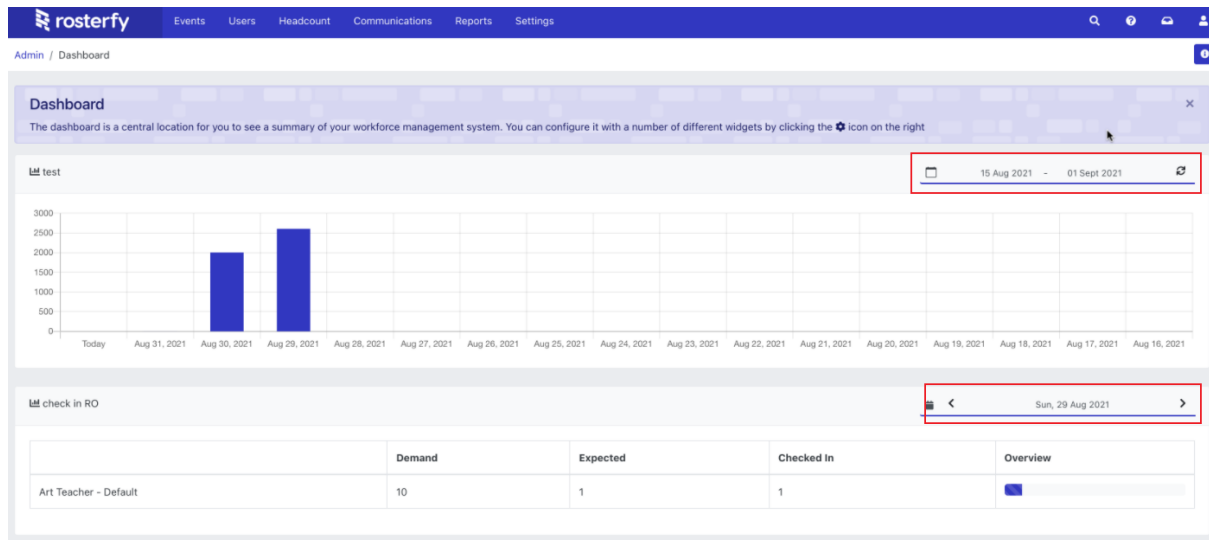 rosterfy Events Users Headcount Communications Reports Settings
Admin / Dashboard
Dashboard
The dashboard is a central location for you to see a summary of your workforce management system. You can configure it with a number of different widgets by clicking the icon on the right
test 15 Aug 2021 - 01 Sept 2021
3000
2500
2000
1500
1000
500
0
Today Aug 31, 2021 Aug 30, 2021 Aug 29, 2021 Aug 28, 2021 Aug 27, 2021 Aug 26, 2021 Aug 25, 2021 Aug 24, 2021 Aug 23, 2021 Aug 22, 2021 Aug 21, 2021 Aug 20, 2021 Aug 19, 2021 Aug 18, 2021 Aug 17, 2021 Aug 16, 2021
check in RO Sun, 29 Aug 2021
Demand Expected Checked In Overview
Art Teacher - Default 10 1 1